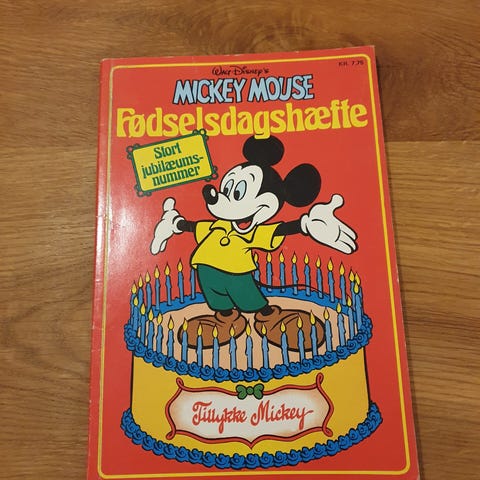 Walt Disney's
KR. 7,75
MICKEY MOUSE
Fødselsdagshæfte
Stort
jubilæums-
nummer
Tillykke Mickey